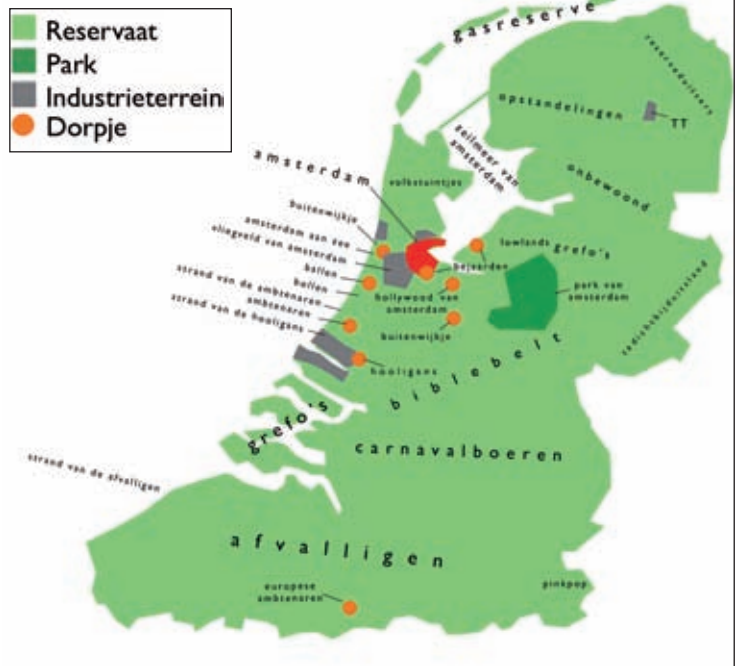 Reservaat
Park
Industrieterrein
Dorpje
gasreserve
reserveduitsers
opstandelingen
TT
geilmeer van
amsterdam
amsterdam
volkstuintjes
onbewoond
buitenwijkje
amsterdam aan zee
vliegveld van amsterdam
bollen
bollen
lowlands
grefo's
bejaarden
strand van de ambtenaren
ambtenaren
strand van de hooligans
hollywood van
amsterdam
park van
amsterdam
buitenwijkje
hooligans
biblebelt
grefo's
carnavalboeren
strand van de afvalligen
afvalligen
europese
ambtenaren
pinkpop